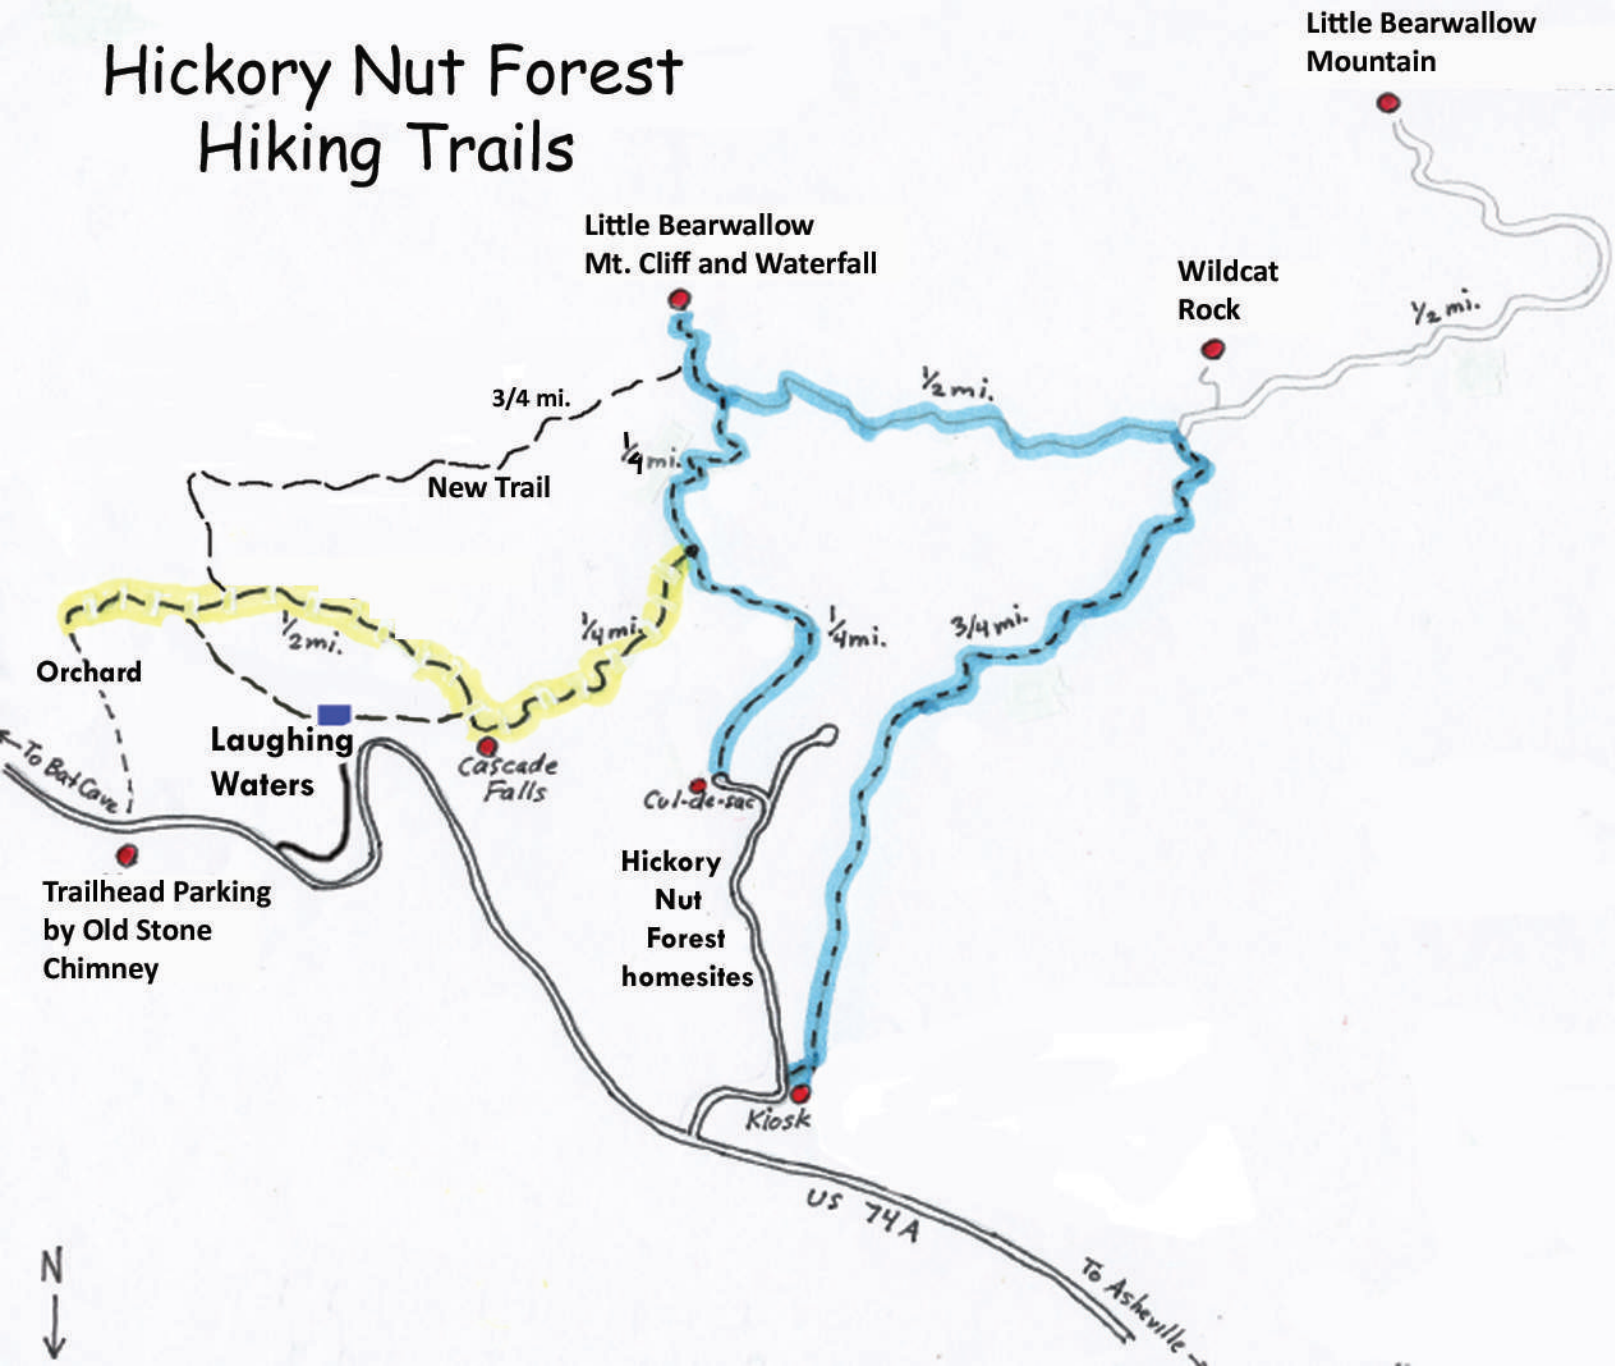 Hickory Nut Forest
Hiking Trails
Little Bearwallow
Mountain
Little Bearwallow
Mt. Cliff and Waterfall
Wildcat
Rock
½ mi.
½ mi.
3/4 mi.
¼ mi.
New Trail
½ mi.
¼ mi.
¼ mi.
3/4 mi.
Orchard
Laughing
Waters
←To Bat Cave
Cascade
Falls
Cul-de-sac
Trailhead Parking
by Old Stone
Chimney
Hickory
Nut
Forest
homesites
Kiosk
US 74A
To Asheville →
N